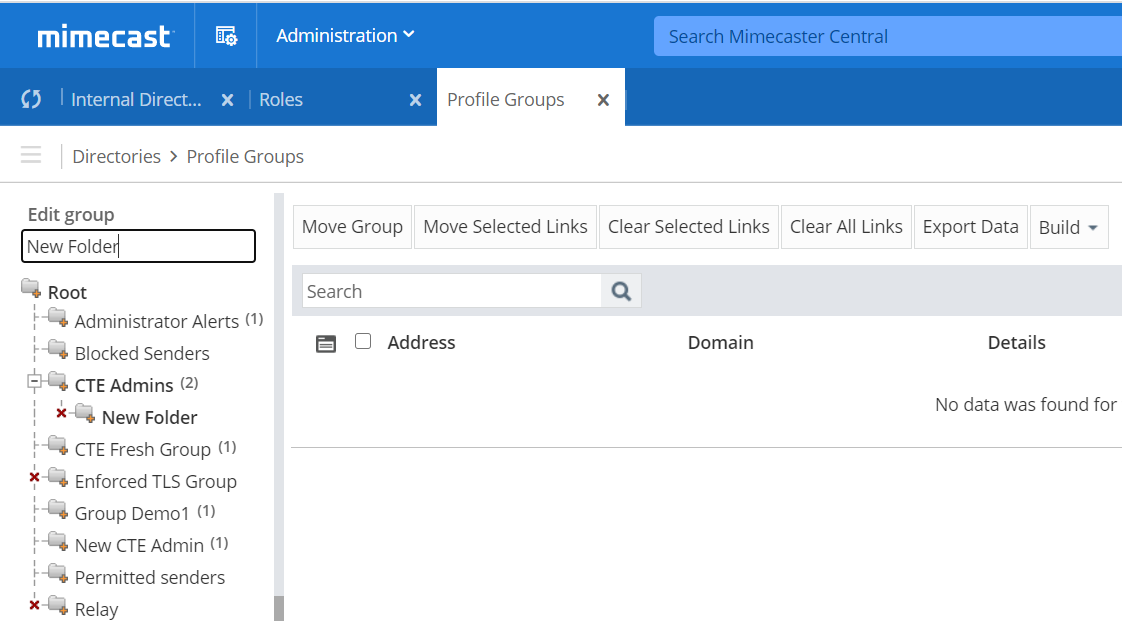 mimecast
Administration
Search Mimecaster Central
Internal Direct...
Roles
Profile Groups
Directories > Profile Groups
Edit group
New Folder
Root
Administrator Alerts (1)
Blocked Senders
CTE Admins (2)
New Folder
CTE Fresh Group (1)
Enforced TLS Group
Group Demo1 (1)
New CTE Admin (1)
Permitted senders
Relay
Move Group
Move Selected Links
Clear Selected Links
Clear All Links
Export Data
Build
Search
Address Domain Details
No data was found for